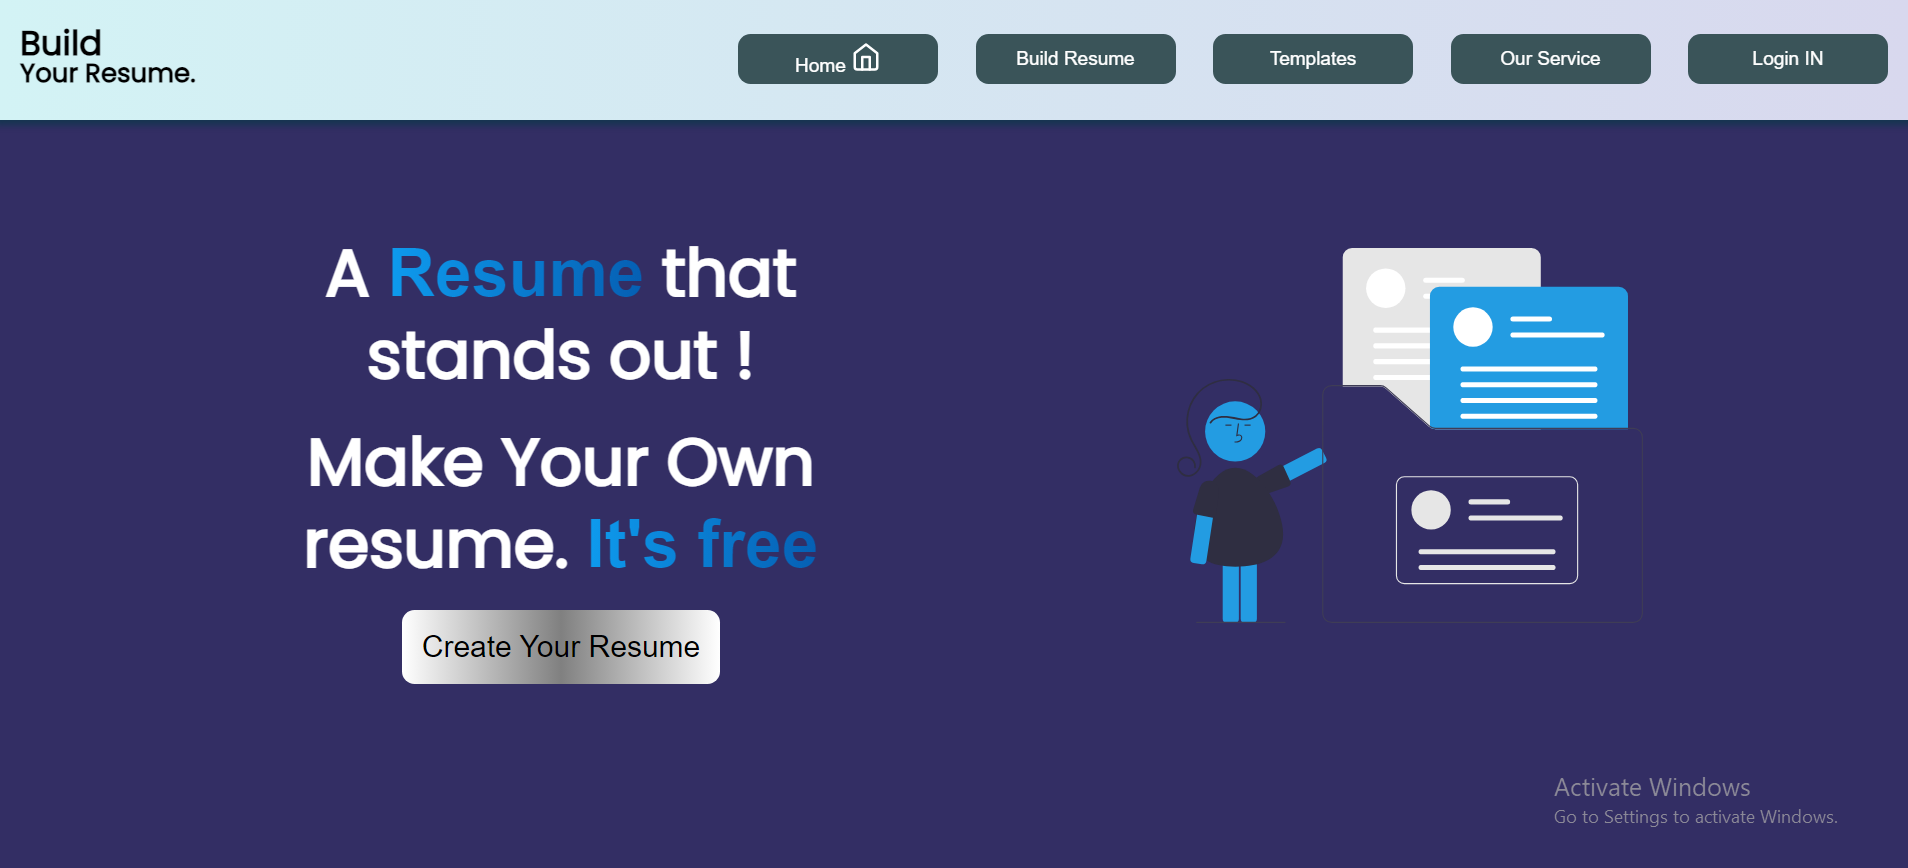 Build
Your Resume.
Home
Build Resume
Templates
Our Service
Login IN
A Resume that
stands out !
Make Your Own
resume. It's free
Create Your Resume
Activate Windows
Go to Settings to activate Windows.